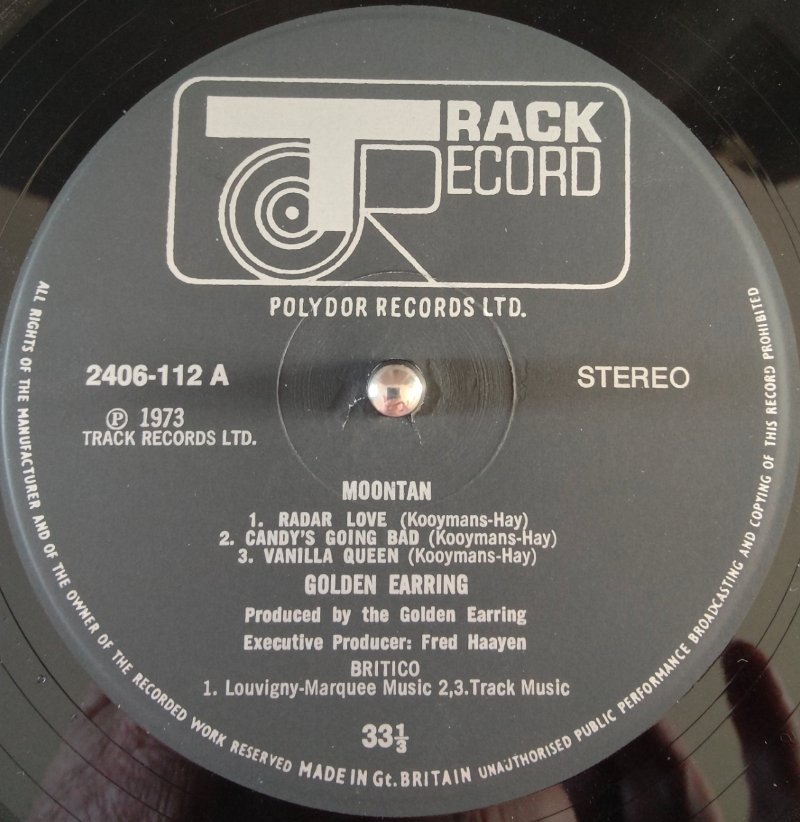 TRACK
RECORD
POLYDOR RECORDS LTD.
2406-112 A
STEREO
Ⓟ 1973
TRACK RECORDS LTD.
MOONTAN
1. RADAR LOVE (Kooymans-Hay)
2. CANDY'S GOING BAD (Kooymans-Hay)
3. VANILLA QUEEN (Kooymans-Hay)
GOLDEN EARRING
Produced by the Golden Earring
Executive Producer: Fred Haayen
BRITICO
1. Louvigny-Marquee Music 2,3.Track Music
33⅓
ALL RIGHTS OF THE MANUFACTURER AND OF THE OWNER OF THE RECORDED WORK RESERVED MADE IN Gt. BRITAIN UNAUTHORISED PUBLIC PERFORMANCE BROADCASTING AND COPYING OF THIS RECORD PROHIBITED